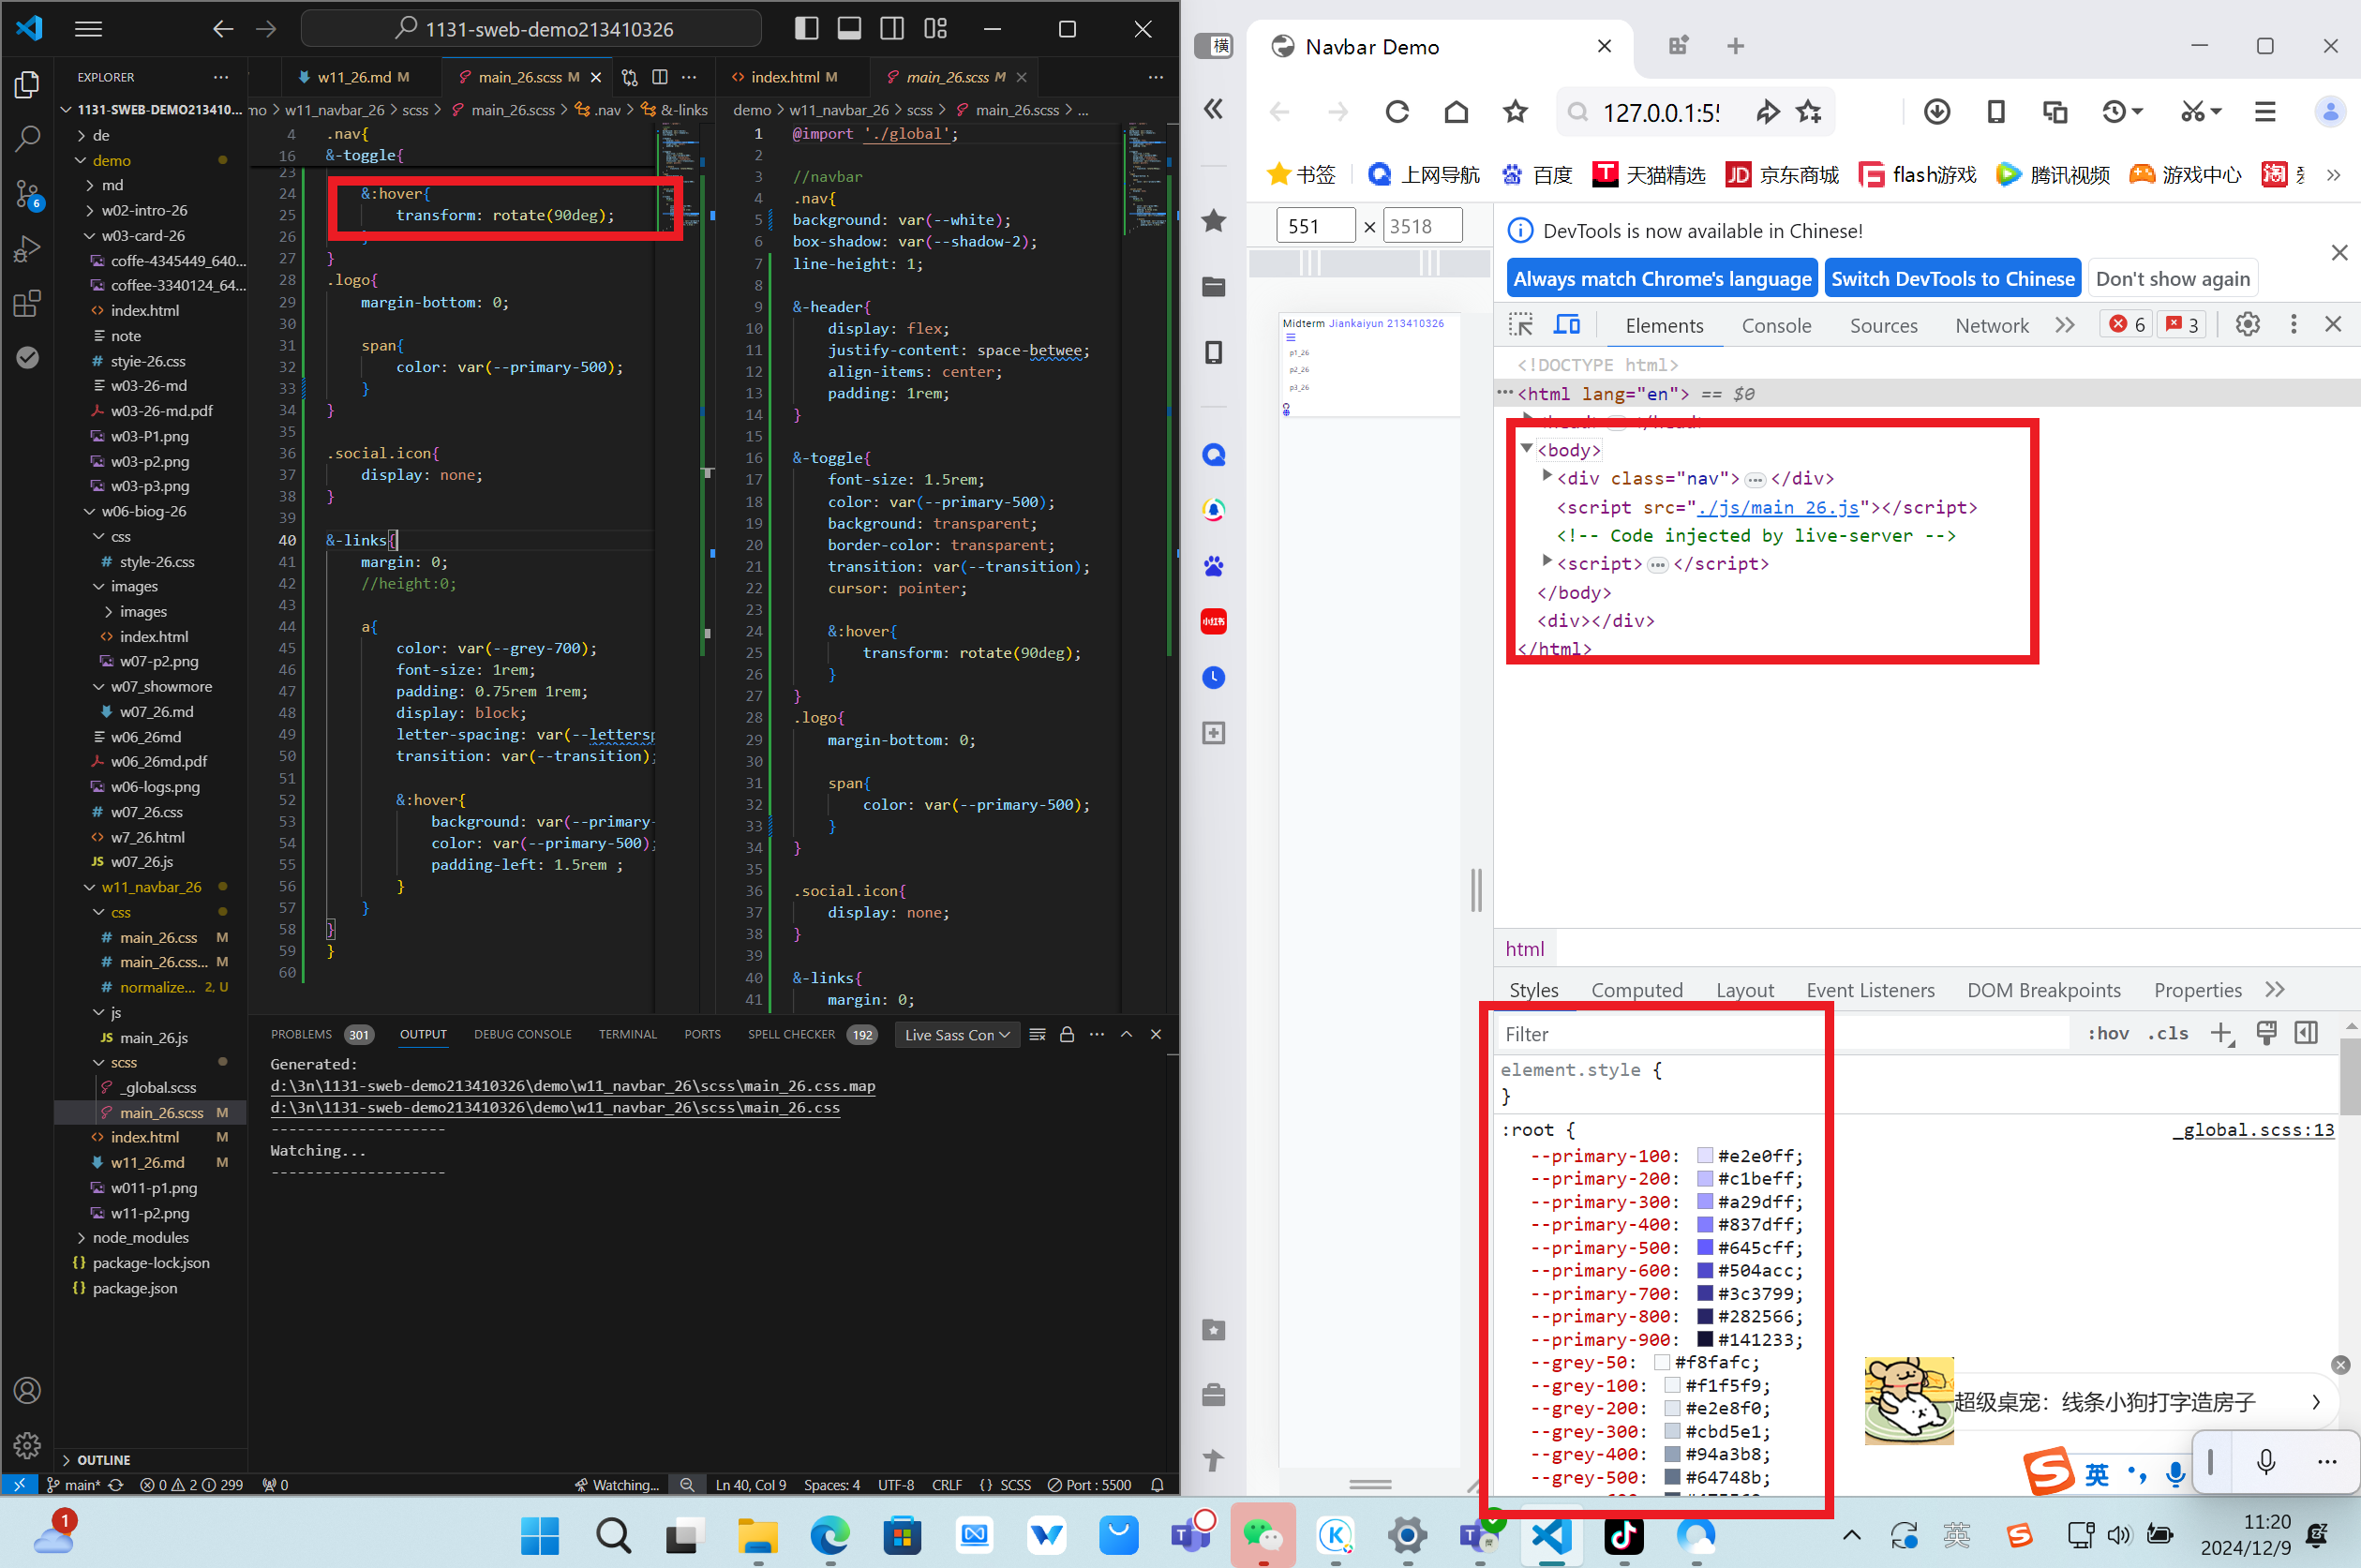 1131-sweb-demo213410326
EXPLORER
1131-SWEB-DEMO21341O...
de
demo
md
w02-intro-26
w03-card-26
coffe-4345449_640...
coffee-3340124_64...
index.html
note
styie-26.css
w03-26-md
w03-26-md.pdf
w03-P1.png
w03-p2.png
w03-p3.png
w06-biog-26
css
style-26.css
images
images
index.html
w07-p2.png
w07_showmore
w07_26.md
w06_26md
w06_26md.pdf
w06-logs.png
w07_26.css
w7_26.html
w07_26.js
w11_navbar_26
css
main_26.css M
main_26.css... M
normalize... 2, U
js
main_26.js
scss
_global.scss
main_26.scss M
index.html M
w11_26.md M
w011-p1.png
w11-p2.png
node_modules
package-lock.json
package.json
OUTLINE
w11_26.md M
main_26.scss M
mo > w11_navbar_26 > scss > main_26.scss > .nav > &-links
4 .nav{
16 &-toggle{
23
24 &:hover{
25 transform: rotate(90deg);
26 }
27 }
28 .logo{
29 margin-bottom: 0;
30
31 span{
32 color: var(--primary-500);
33 }
34 }
35
36 .social.icon{
37 display: none;
38 }
39
40 &-links{
41 margin: 0;
42 //height:0;
43
44 a{
45 color: var(--grey-700);
46 font-size: 1rem;
47 padding: 0.75rem 1rem;
48 display: block;
49 letter-spacing: var(--lettersp
50 transition: var(--transition);
51
52 &:hover{
53 background: var(--primary-
54 color: var(--primary-500);
55 padding-left: 1.5rem ;
56 }
57 }
58 }
59 }
60
index.html M
main_26.scss M
demo > w11_navbar_26 > scss > main_26.scss > ...
1 @import './global';
2
3 //navbar
4 .nav{
5 background: var(--white);
6 box-shadow: var(--shadow-2);
7 line-height: 1;
8
9 &-header{
10 display: flex;
11 justify-content: space-betwee;
12 align-items: center;
13 padding: 1rem;
14 }
15
16 &-toggle{
17 font-size: 1.5rem;
18 color: var(--primary-500);
19 background: transparent;
20 border-color: transparent;
21 transition: var(--transition);
22 cursor: pointer;
23
24 &:hover{
25 transform: rotate(90deg);
26 }
27 }
28 .logo{
29 margin-bottom: 0;
30
31 span{
32 color: var(--primary-500);
33 }
34 }
35
36 .social.icon{
37 display: none;
38 }
39
40 &-links{
41 margin: 0;
PROBLEMS 301 OUTPUT DEBUG CONSOLE TERMINAL PORTS SPELL CHECKER 192 Live Sass Con
Generated:
d:\3n\1131-sweb-demo213410326\demo\w11_navbar_26\scss\main_26.css.map
d:\3n\1131-sweb-demo213410326\demo\w11_navbar_26\scss\main_26.css
--------------------
Watching...
--------------------
main* 0 2 299 0 Watching... Ln 40, Col 9 Spaces: 4 UTF-8 CRLF {} SCSS Port : 5500
横
Navbar Demo
127.0.0.1:5
书签 上网导航 百度 天猫精选 京东商城 flash游戏 腾讯视频 游戏中心
小红书
551 × 3518
Midterm Jiankaiyun 213410326
p1_26
p2_26
p3_26
DevTools is now available in Chinese!
Always match Chrome's language Switch DevTools to Chinese Don't show again
Elements Console Sources Network 6 3
<!DOCTYPE html>
<html lang="en"> == $0
<body>
<div class="nav"> ... </div>
<script src="./js/main_26.js"></script>
<!-- Code injected by live-server -->
<script> ... </script>
</body>
<div></div>
</html>
html
Styles Computed Layout Event Listeners DOM Breakpoints Properties
Filter :hov .cls
element.style {
}
:root { _global.scss:13
--primary-100: #e2e0ff;
--primary-200: #c1beff;
--primary-300: #a29dff;
--primary-400: #837dff;
--primary-500: #645cff;
--primary-600: #504acc;
--primary-700: #3c3799;
--primary-800: #282566;
--primary-900: #141233;
--grey-50: #f8fafc;
--grey-100: #f1f5f9;
--grey-200: #e2e8f0;
--grey-300: #cbd5e1;
--grey-400: #94a3b8;
--grey-500: #64748b;
超级桌宠：线条小狗打字造房子
英
1
英
11:20
2024/12/9